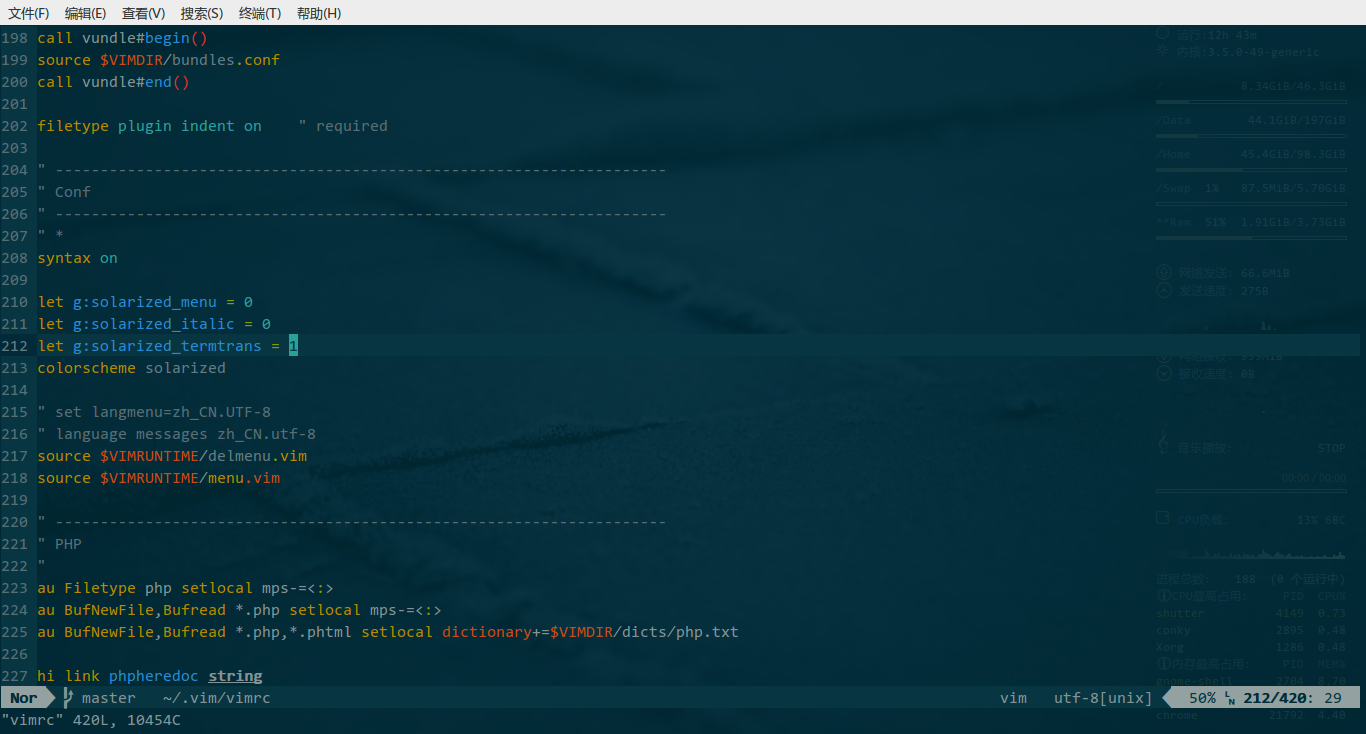 文件(F) 编辑(E) 查看(V) 搜索(S) 终端(T) 帮助(H)
198 call vundle#begin()
199 source $VIMDIR/bundles.conf
200 call vundle#end()
201
202 filetype plugin indent on    " required
203
204 " --------------------------------------------------------------------
205 " Conf
206 " --------------------------------------------------------------------
207 " *
208 syntax on
209
210 let g:solarized_menu = 0
211 let g:solarized_italic = 0
212 let g:solarized_termtrans = 1
213 colorscheme solarized
214
215 " set langmenu=zh_CN.UTF-8
216 " language messages zh_CN.utf-8
217 source $VIMRUNTIME/delmenu.vim
218 source $VIMRUNTIME/menu.vim
219
220 " --------------------------------------------------------------------
221 " PHP
222 "
223 au Filetype php setlocal mps-=<:>
224 au BufNewFile,Bufread *.php setlocal mps-=<:>
225 au BufNewFile,Bufread *.php,*.phtml setlocal dictionary+=$VIMDIR/dicts/php.txt
226
227 hi link phpheredoc string
Nor master ~/.vim/vimrc vim utf-8[unix] 50% 212/420: 29
"vimrc" 420L, 10454C
运行:12h 43m
内核:3.5.0-49-generic
/ 8.34GiB/46.3GiB
/Data 44.1GiB/197GiB
/Home 45.4GiB/98.3GiB
/Swap 1% 87.5MiB/5.70GiB
**Ram 51% 1.91GiB/3.73GiB
网络发送: 66.6MiB
发送速度: 275B
接收速度: 0B
音乐播放: STOP
00:00/00:00
CPU负载: 13% 68C
进程总数: 188 (0 个运行中)
CPU最高占用: PID CPU%
shutter 4149 0.73
conky 2895 0.48
Xorg 1286 0.48
内存最高占用: PID MEM%
gnome-shell 2704 8.70
chrome 21792 4.40